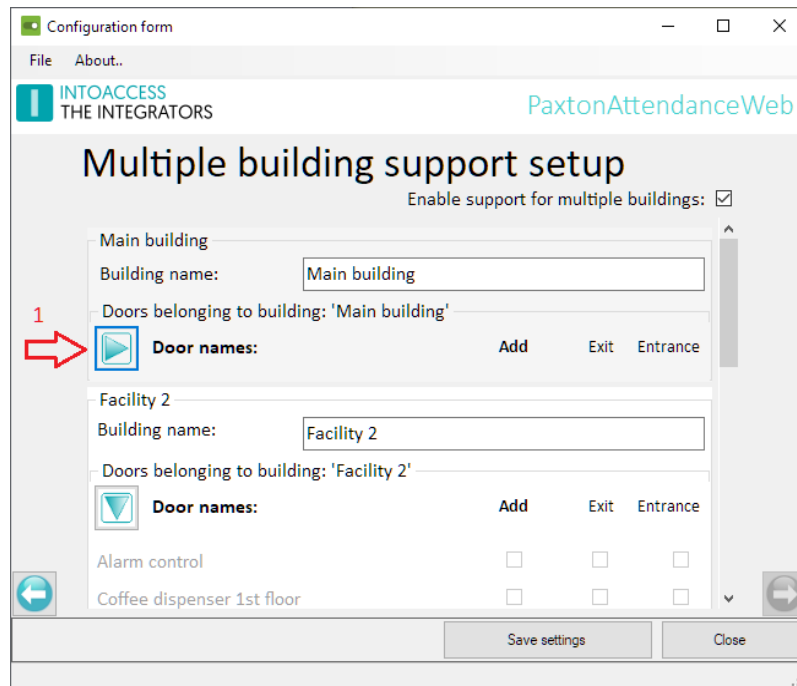 Configuration form
File About..
INTOACCESS
THE INTEGRATORS
PaxtonAttendanceWeb
Multiple building support setup
Enable support for multiple buildings:
Main building
Building name: Main building
Doors belonging to building: 'Main building'
1
Door names: Add Exit Entrance
Facility 2
Building name: Facility 2
Doors belonging to building: 'Facility 2'
Door names: Add Exit Entrance
Alarm control
Coffee dispenser 1st floor
Save settings Close